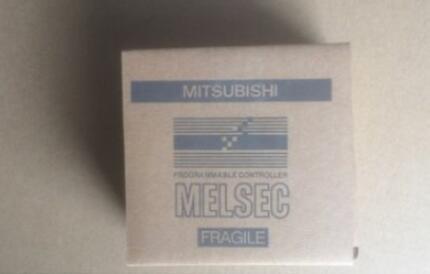 MITSUBISHI
PROGRAMMABLE CONTROLLER
MELSEC
FRAGILE